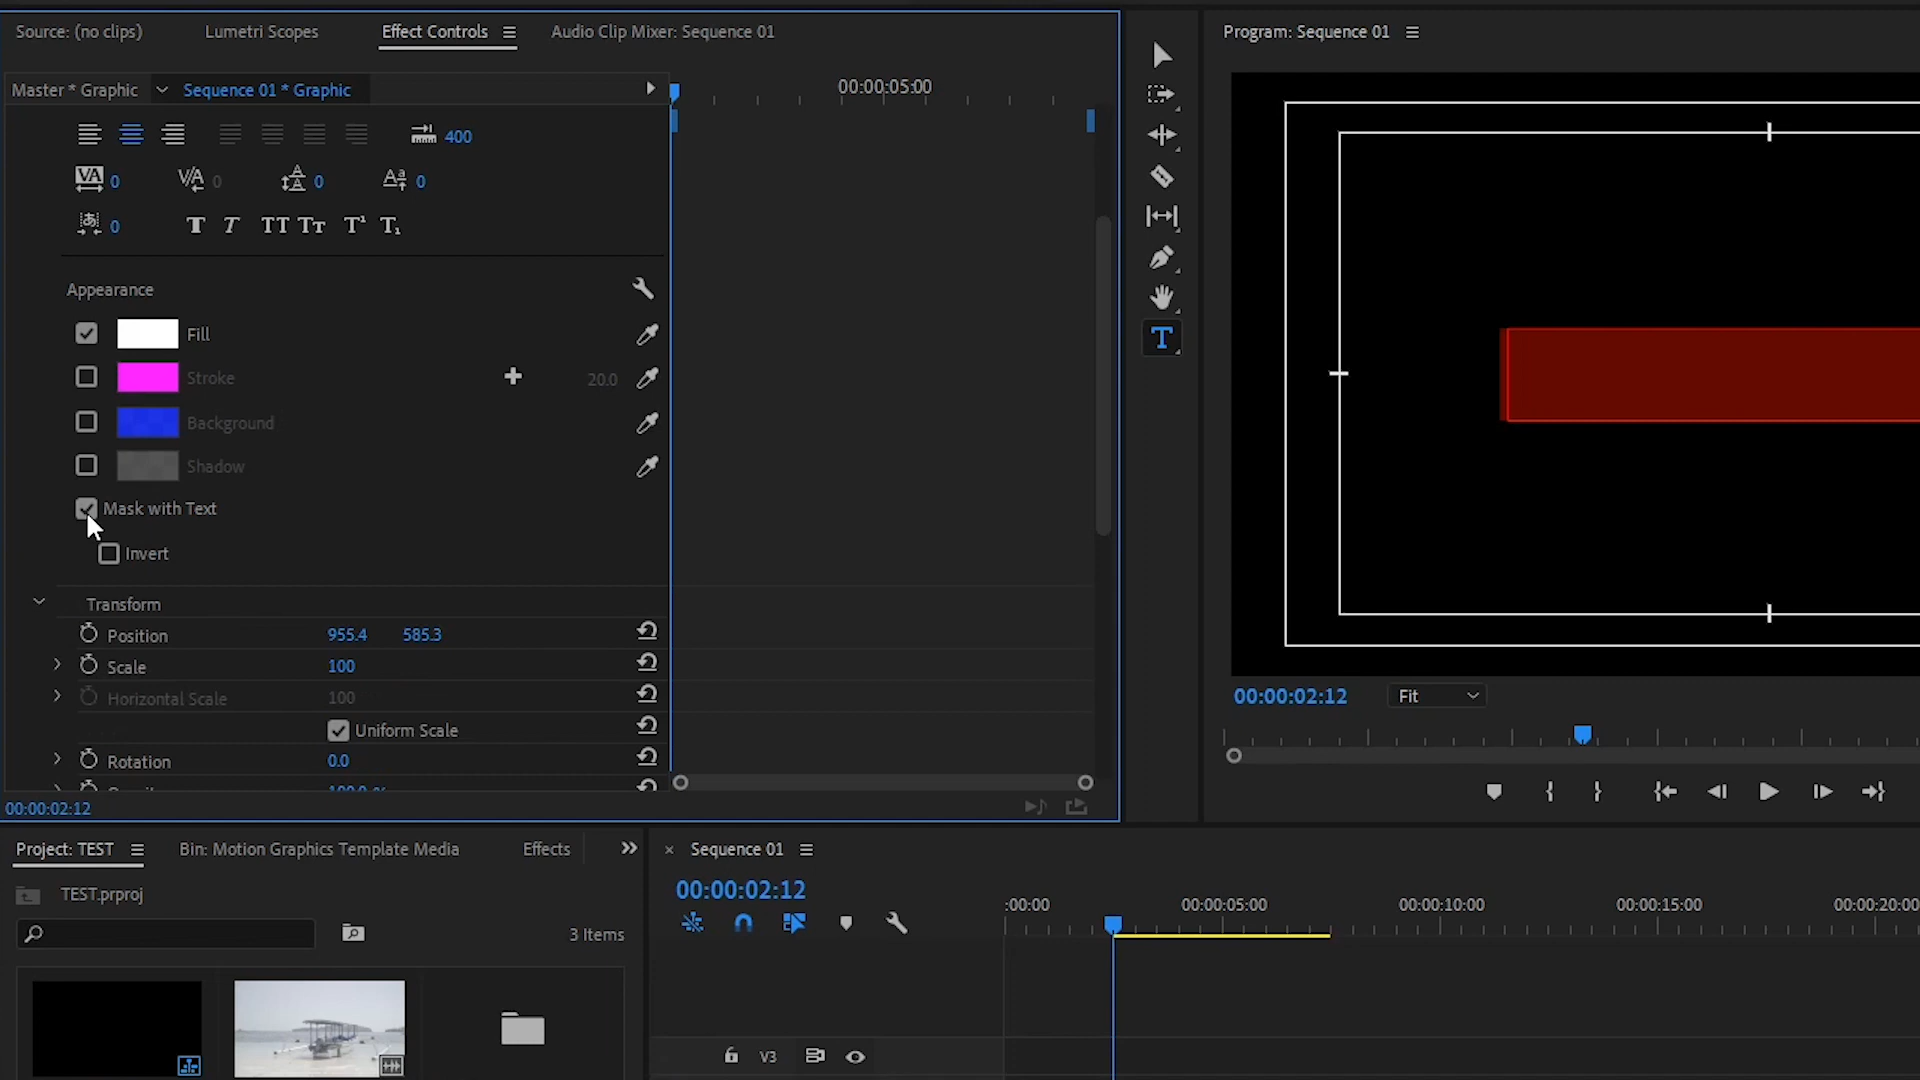 Source: (no clips)
Lumetri Scopes
Effect Controls
Audio Clip Mixer: Sequence 01
Master * Graphic
Sequence 01 * Graphic
00:00:05:00
400
0
0
0
0
0
Appearance
Fill
Stroke
20.0
Background
Shadow
Mask with Text
Invert
Transform
Position
955.4
585.3
Scale
100
Horizontal Scale
100
Uniform Scale
Rotation
0.0
00:00:02:12
Program: Sequence 01
00:00:02:12
Fit
Project: TEST
Bin: Motion Graphics Template Media
Effects
TEST.prproj
3 Items
Sequence 01
00:00:02:12
:00:00
00:00:05:00
00:00:10:00
00:00:15:00
00:00:20:00
V3